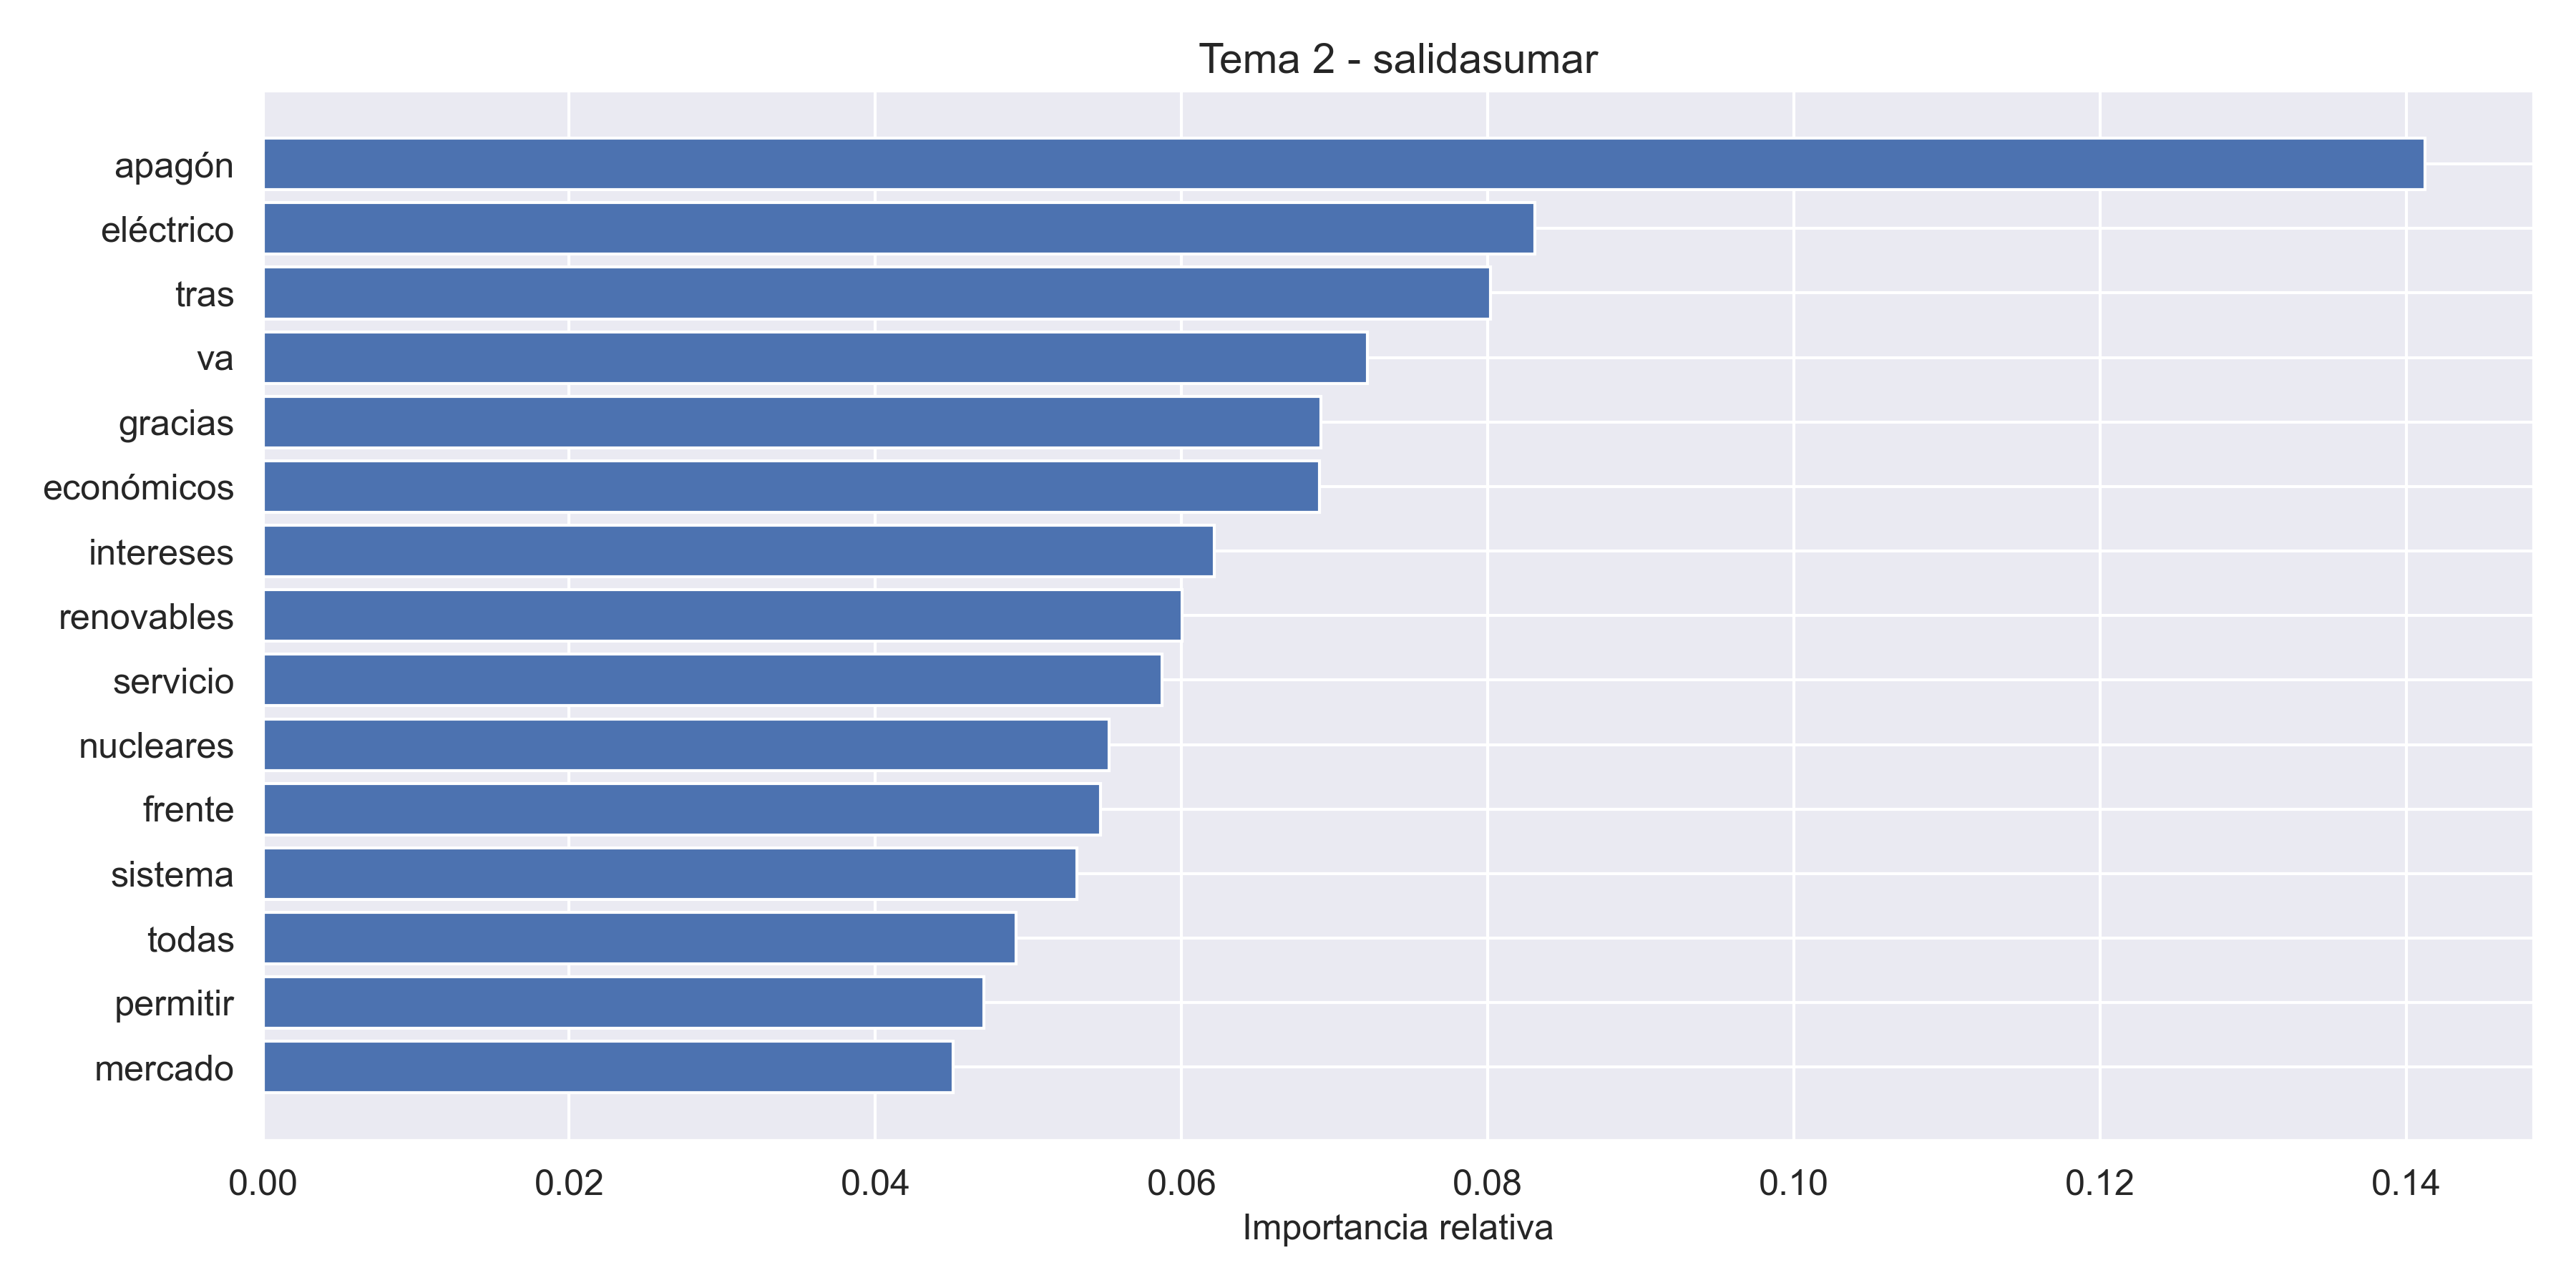 Tema 2 - salidasumar
apagón
eléctrico
tras
va
gracias
económicos
intereses
renovables
servicio
nucleares
frente
sistema
todas
permitir
mercado
0.00 0.02 0.04 0.06 0.08 0.10 0.12 0.14
Importancia relativa